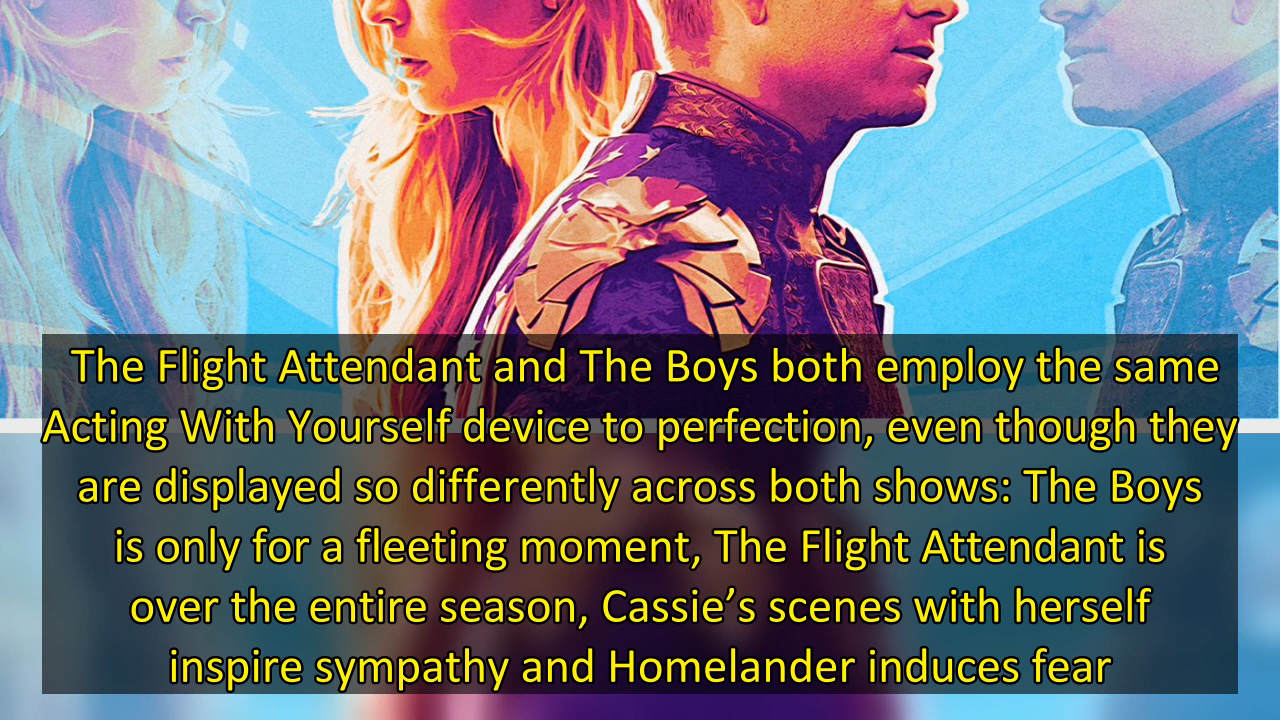 The Flight Attendant and The Boys both employ the same
Acting With Yourself device to perfection, even though they
are displayed so differently across both shows: The Boys
is only for a fleeting moment, The Flight Attendant is
over the entire season, Cassie’s scenes with herself
inspire sympathy and Homelander induces fear